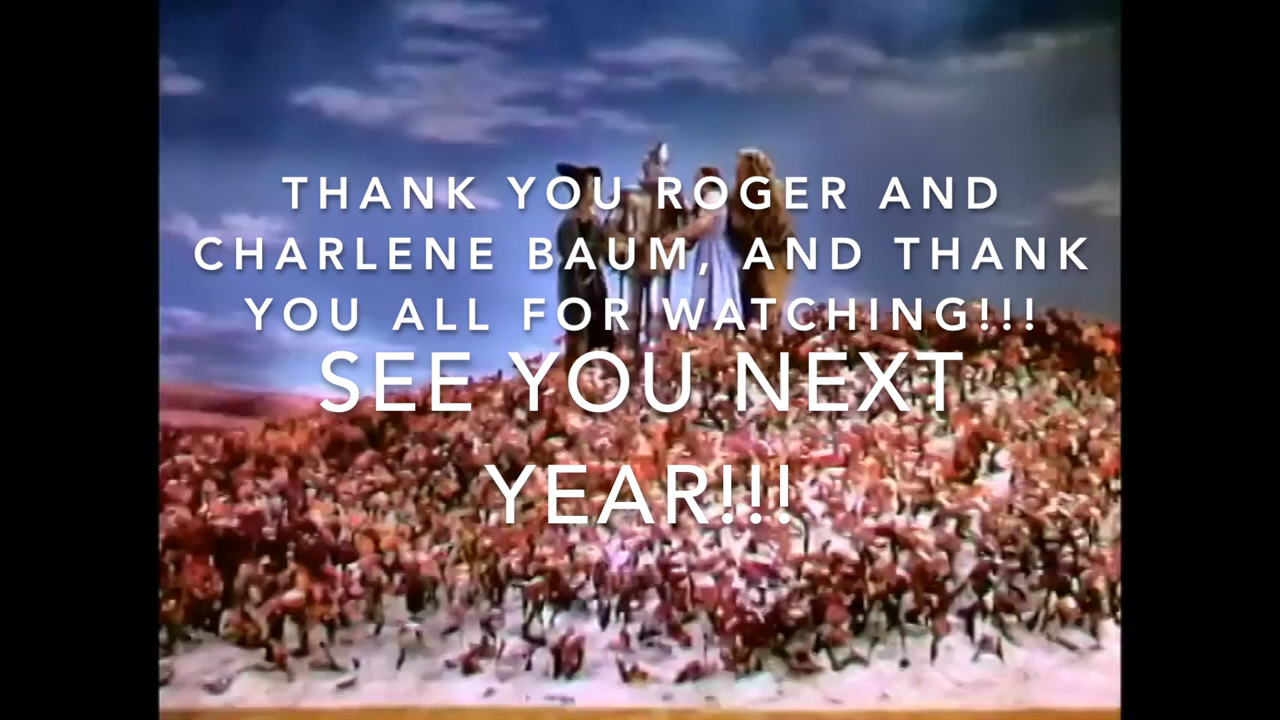 THANK YOU ROGER AND
CHARLENE BAUM, AND THANK
YOU ALL FOR WATCHING!!!
SEE YOU NEXT
YEAR!!!